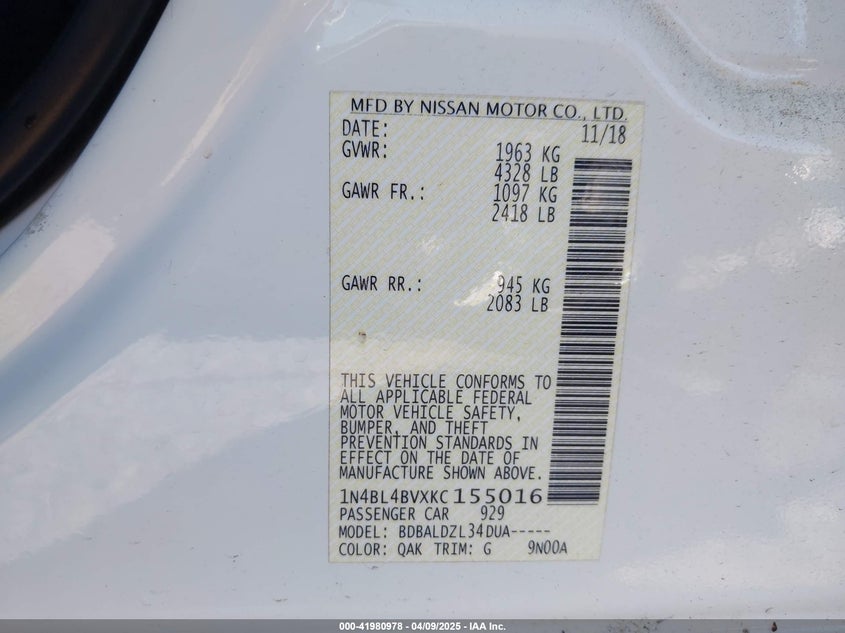 MFD BY NISSAN MOTOR CO., LTD.
DATE: 11/18
GVWR: 1963 KG
4328 LB
GAWR FR.: 1097 KG
2418 LB
GAWR RR.: 945 KG
2083 LB
THIS VEHICLE CONFORMS TO
ALL APPLICABLE FEDERAL
MOTOR VEHICLE SAFETY,
BUMPER, AND THEFT
PREVENTION STANDARDS IN
EFFECT ON THE DATE OF
MANUFACTURE SHOWN ABOVE.
1N4BL4BVXKC155016
PASSENGER CAR 929
MODEL: BDBALDZL34DUA-----
COLOR: QAK TRIM: G 9N00A
000-41980978 - 04/09/2025 - IAA Inc.